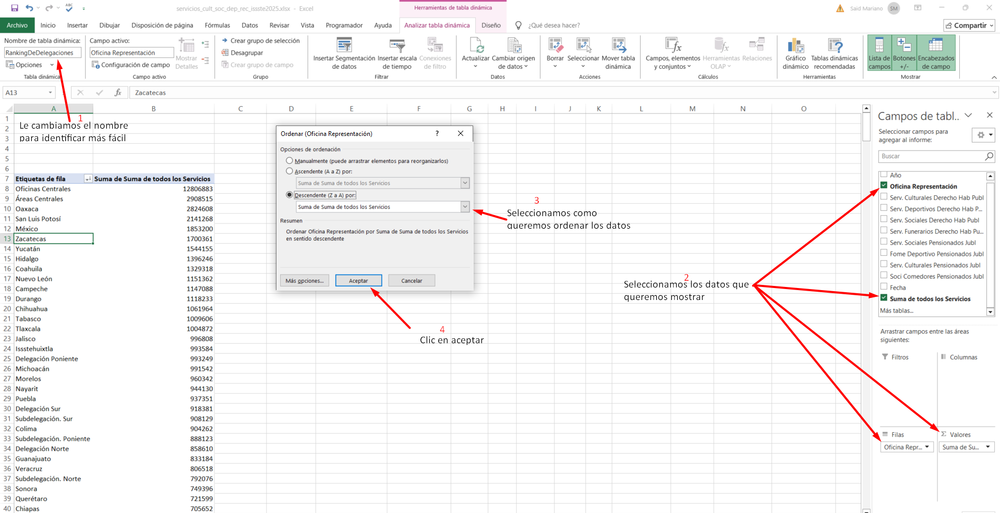 ABC
servicios_cult_soc_dep_rec_issste2025.xlsx - Excel
Herramientas de tabla dinámica
Said Mariano
SM
Archivo
Inicio
Insertar
Dibujar
Disposición de página
Fórmulas
Datos
Revisar
Vista
Programador
Ayuda
Analizar tabla dinámica
Diseño
¿Qué desea hacer?
Compartir
Nombre de tabla dinámica:
RankingDeDelegaciones
Opciones
Tabla dinámica
Campo activo:
Oficina Representación
Configuración de campo
Mostrar
Detalles
Campo activo
Crear grupo de selección
Desagrupar
Crear grupo de campo
Grupo
Insertar Segmentación
de datos
Insertar escala
de tiempo
Conexiones
de filtro
Filtrar
Actualizar
Cambiar origen
de datos
Datos
Borrar
Seleccionar
Mover tabla
dinámica
Acciones
Campos, elementos
y conjuntos
Herramientas
OLAP
Relaciones
Cálculos
Gráfico
dinámico
Tablas dinámicas
recomendadas
Herramientas
Lista de
campos
Botones
+/-
Encabezados
de campo
Mostrar
A13
fx
Zacatecas
A B C D E F G H I J K L M N O
1
2
3
4
5
6
1
Le cambiamos el nombre
para identificar más fácil
7 Etiquetas de fila Suma de Suma de todos los Servicios
8 Oficinas Centrales 12806883
9 Áreas Centrales 2908515
10 Oaxaca 2824608
11 San Luis Potosí 2141268
12 México 1853200
13 Zacatecas 1700361
14 Yucatán 1544155
15 Hidalgo 1396246
16 Coahuila 1329318
17 Nuevo León 1151362
18 Campeche 1147088
19 Durango 1118233
20 Chihuahua 1061964
21 Tabasco 1009606
22 Tlaxcala 1004872
23 Jalisco 996808
24 Issstehuixtla 993584
25 Delegación Poniente 993249
26 Michoacán 991542
27 Morelos 960342
28 Nayarit 944130
29 Puebla 937351
30 Delegación Sur 918381
31 Subdelegación. Sur 908129
32 Colima 904262
33 Subdelegación. Poniente 888123
34 Delegación Norte 858610
35 Guanajuato 833184
36 Veracruz 806518
37 Subdelegación. Norte 792076
38 Sonora 749396
39 Querétaro 721599
40 Chiapas 705652
Ordenar (Oficina Representación)
?
Opciones de ordenación
Manualmente (puede arrastrar elementos para reorganizarlos)
Ascendente (A a Z) por:
Suma de Suma de todos los Servicios
Descendente (Z a A) por:
Suma de Suma de todos los Servicios
Resumen
Ordenar Oficina Representación por Suma de Suma de todos los Servicios
en sentido descendente
Más opciones...
Aceptar
Cancelar
3
Seleccionamos como
queremos ordenar los datos
2
Seleccionamos los datos que
queremos mostrar
4
Clic en aceptar
Campos de tabl..
Seleccionar campos para
agregar al informe:
Buscar
Año
Oficina Representación
Serv. Culturales Derecho Hab Publ
Serv. Deportivos Derecho Hab P...
Serv. Sociales Derecho Hab Publ
Serv. Funerarios Derecho Hab Pu...
Serv. Sociales Pensionados Jubl
Fome Deportivo Pensionados Jubl
Serv. Culturales Pensionados Jubl
Soci Comedores Pensionados Jubl
Fecha
Suma de todos los Servicios
Más tablas...
Arrastrar campos entre las áreas
siguientes:
Filtros
Columnas
Filas
Σ Valores
Oficina Repr...
Suma de Su...